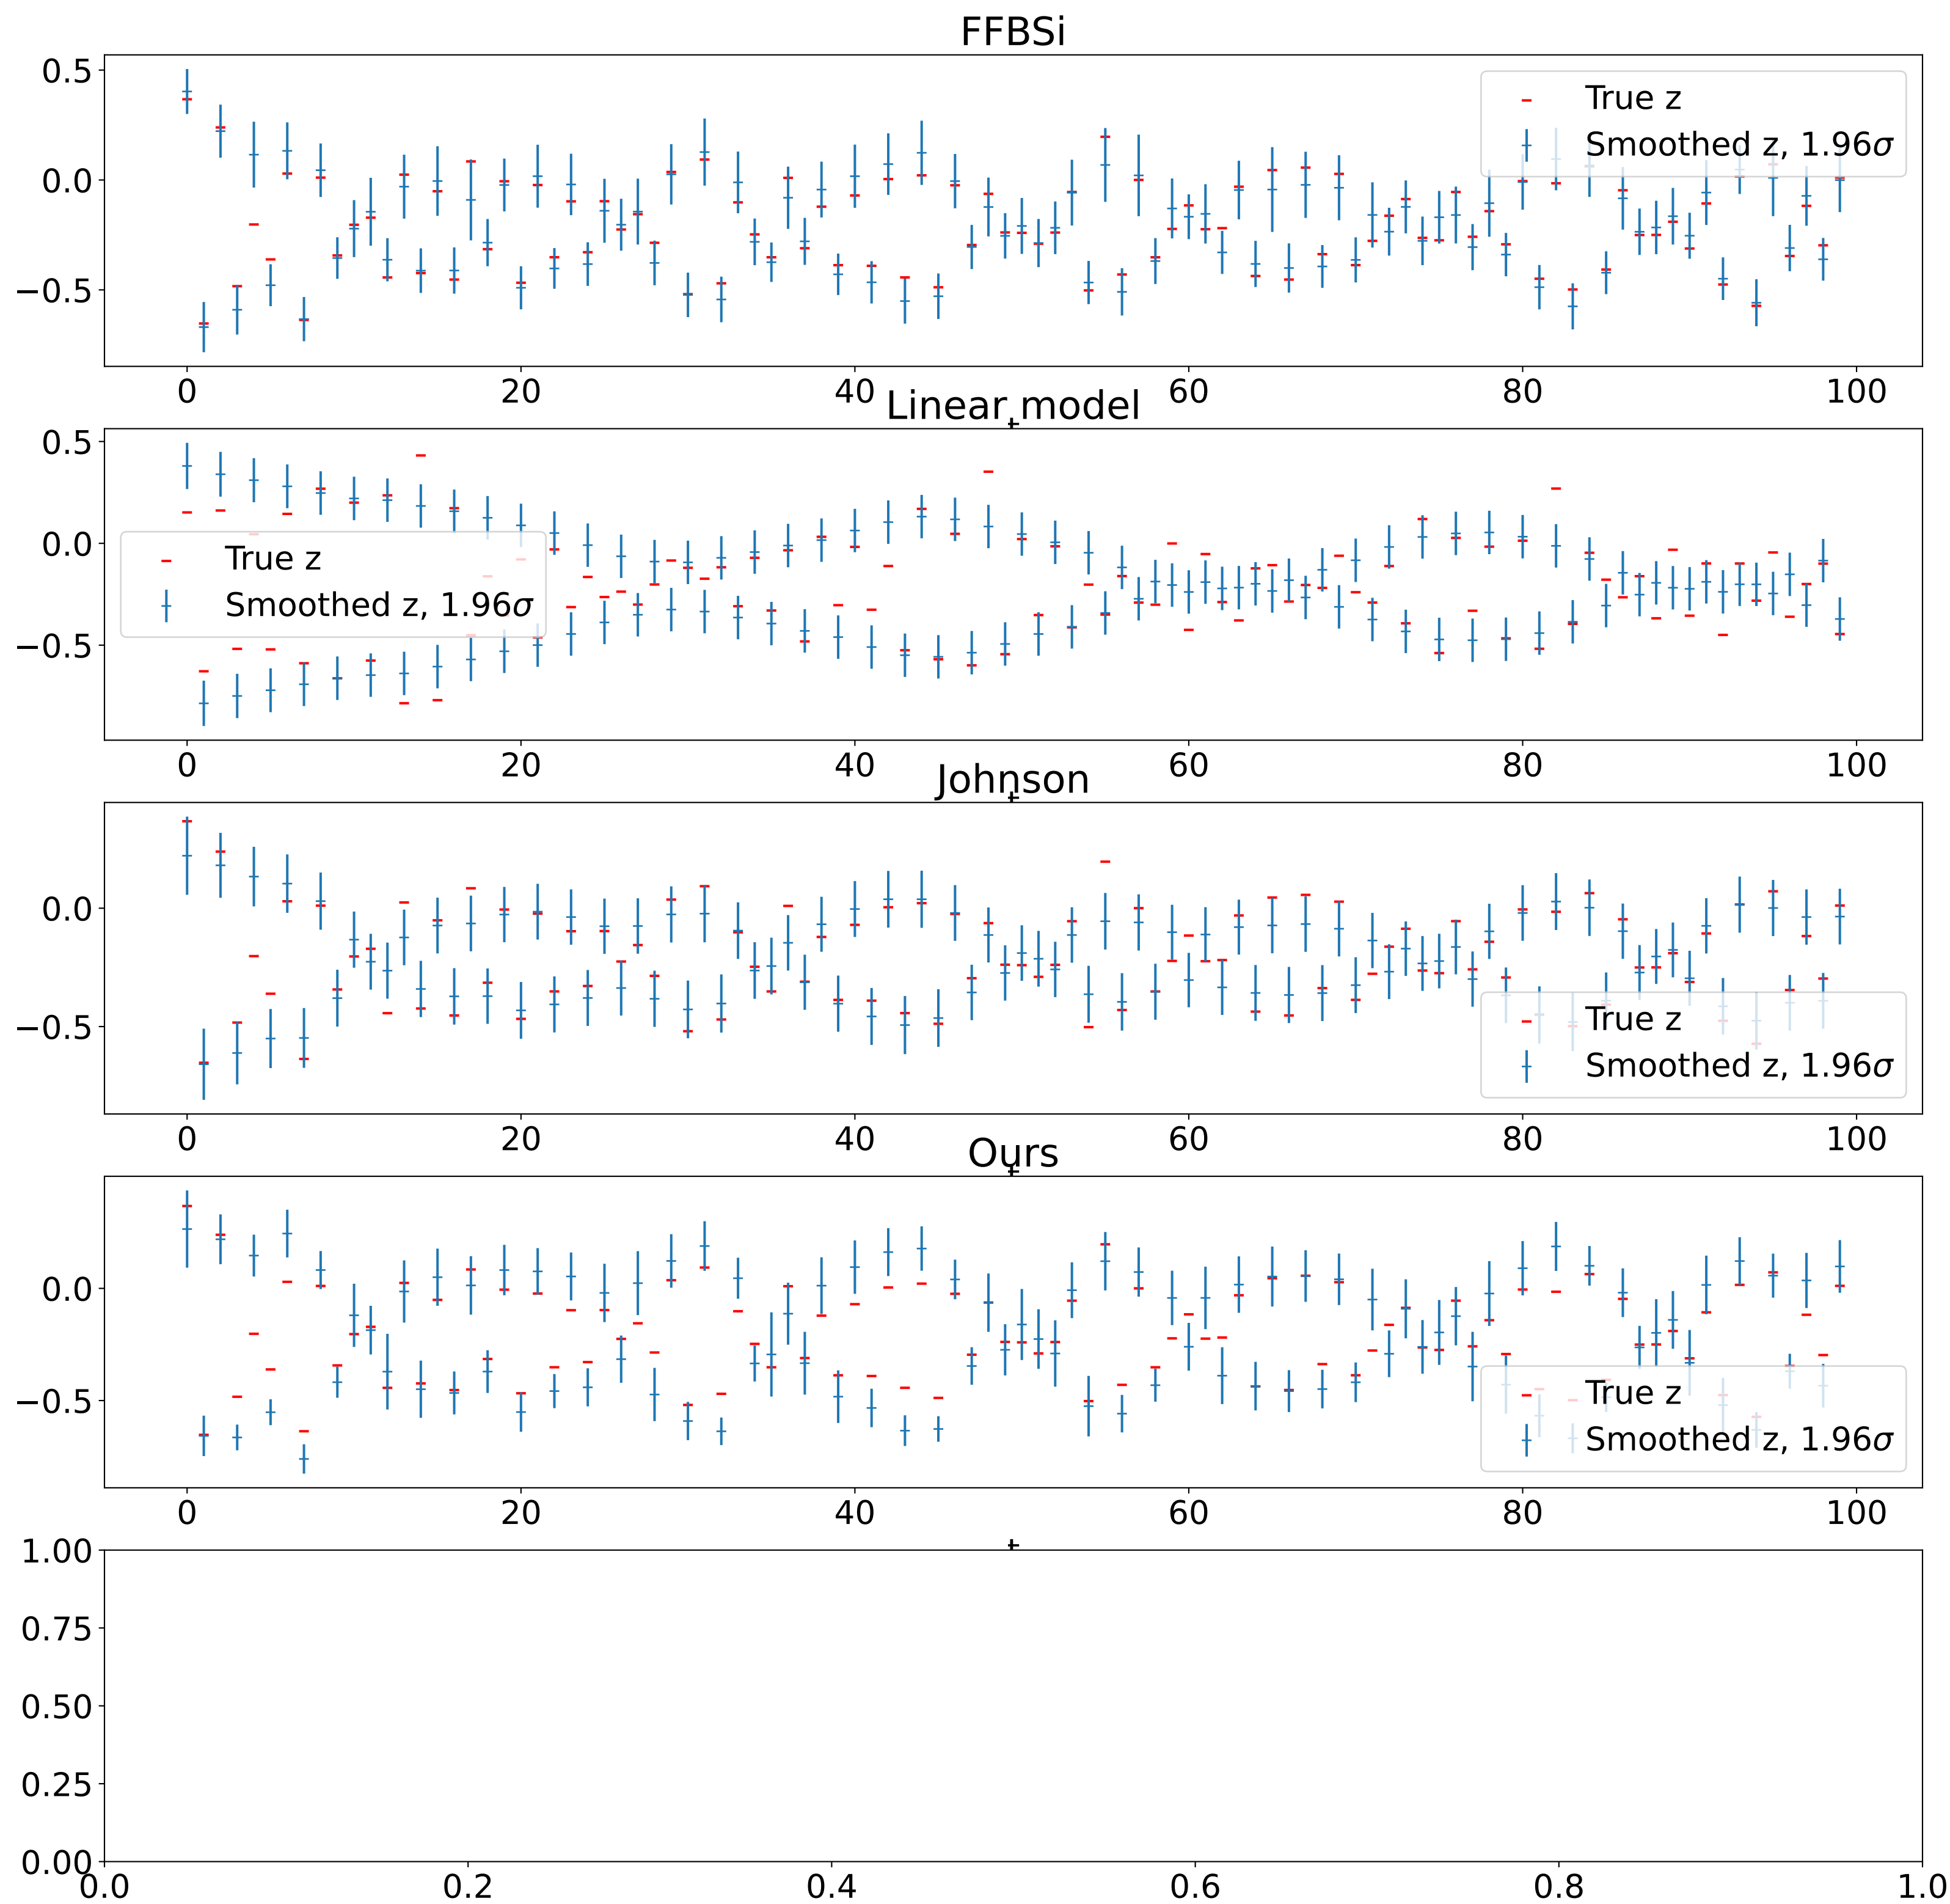 FFBSi
0.5
0.0
−0.5
True z
Smoothed z, 1.96σ
0 20 40 60 80 100
Linear model
t
0.5
0.0
−0.5
True z
Smoothed z, 1.96σ
0 20 40 60 80 100
Johnson
t
0.0
−0.5
True z
Smoothed z, 1.96σ
0 20 40 60 80 100
Ours
t
0.0
−0.5
True z
Smoothed z, 1.96σ
0 20 40 60 80 100
t
1.00
0.75
0.50
0.25
0.00
0.0 0.2 0.4 0.6 0.8 1.0